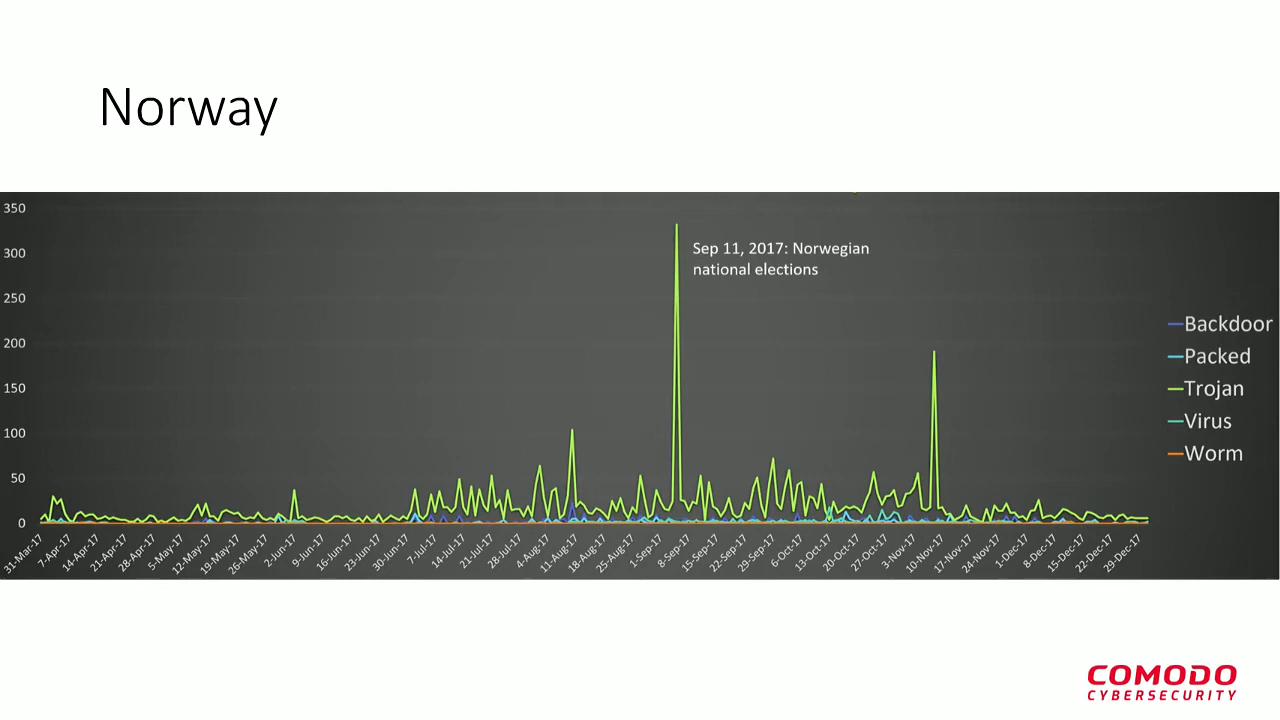 Norway
350
300
250
200
150
100
50
0
Sep 11, 2017: Norwegian
national elections
31-Mar-17
7-Apr-17
14-Apr-17
21-Apr-17
28-Apr-17
5-May-17
12-May-17
19-May-17
26-May-17
2-Jun-17
9-Jun-17
16-Jun-17
23-Jun-17
30-Jun-17
7-Jul-17
14-Jul-17
21-Jul-17
28-Jul-17
4-Aug-17
11-Aug-17
18-Aug-17
25-Aug-17
1-Sep-17
8-Sep-17
15-Sep-17
22-Sep-17
29-Sep-17
6-Oct-17
13-Oct-17
20-Oct-17
27-Oct-17
3-Nov-17
10-Nov-17
17-Nov-17
24-Nov-17
1-Dec-17
8-Dec-17
15-Dec-17
22-Dec-17
29-Dec-17
Backdoor
Packed
Trojan
Virus
Worm
COMODO
CYBERSECURITY